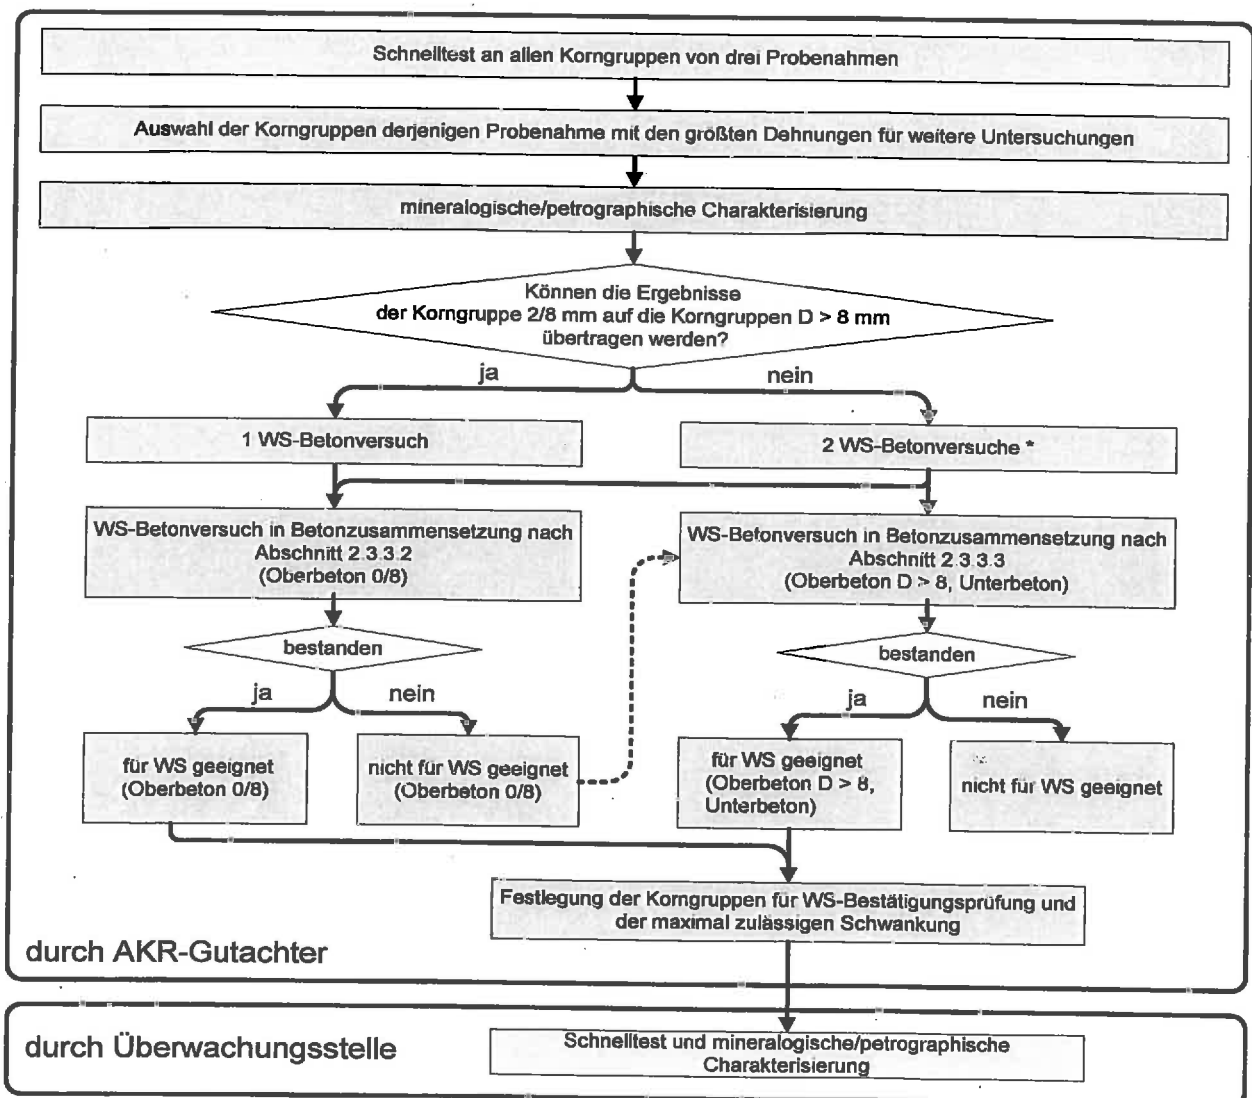 Schnelltest an allen Korngruppen von drei Probenahmen
Auswahl der Korngruppen derjenigen Probenahme mit den größten Dehnungen für weitere Untersuchungen
mineralogische/petrographische Charakterisierung
Können die Ergebnisse
der Korngruppe 2/8 mm auf die Korngruppen D > 8 mm
übertragen werden?
ja
nein
1 WS-Betonversuch
2 WS-Betonversuche *
WS-Betonversuch in Betonzusammensetzung nach
Abschnitt 2.3.3.2
(Oberbeton 0/8)
WS-Betonversuch in Betonzusammensetzung nach
Abschnitt 2.3.3.3
(Oberbeton D > 8, Unterbeton)
bestanden
bestanden
ja
nein
ja
nein
für WS geeignet
(Oberbeton 0/8)
nicht für WS geeignet
(Oberbeton 0/8)
für WS geeignet
(Oberbeton D > 8,
Unterbeton)
nicht für WS geeignet
Festlegung der Korngruppen für WS-Bestätigungsprüfung und
der maximal zulässigen Schwankung
durch AKR-Gutachter
durch Überwachungsstelle
Schnelltest und mineralogische/petrographische
Charakterisierung